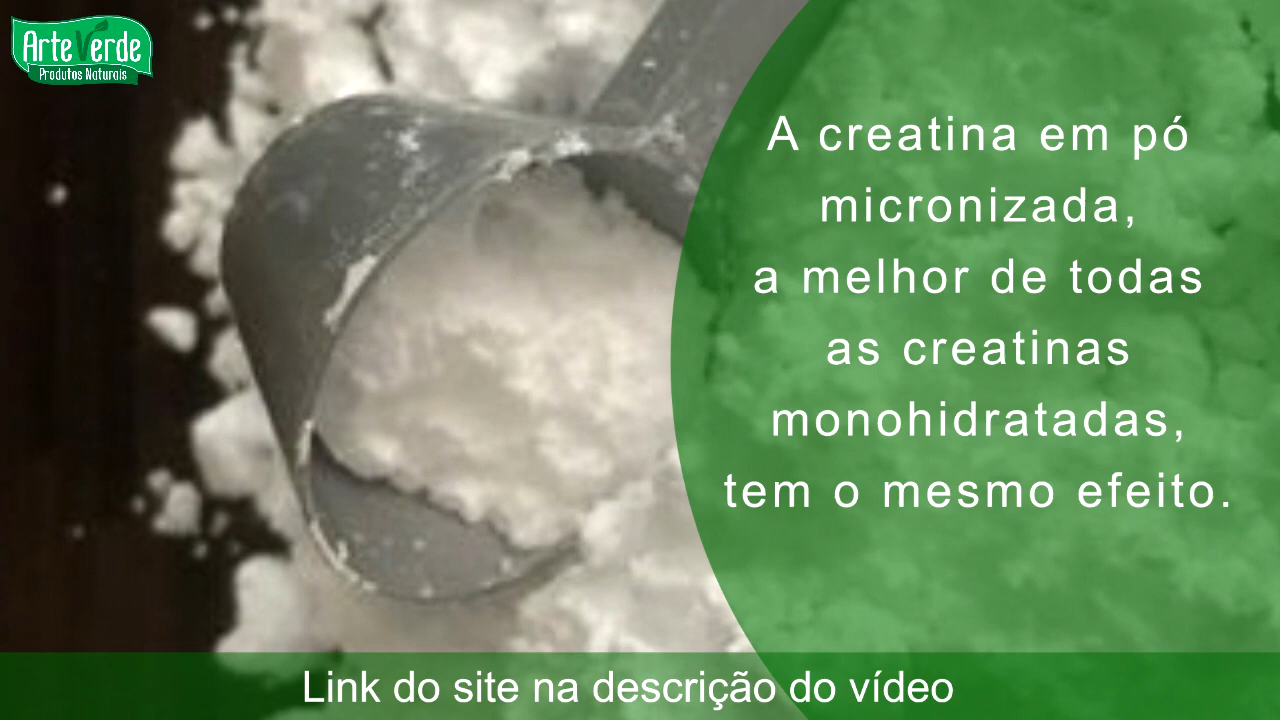 Arte Verde
Produtos Naturais
A creatina em pó
micronizada,
a melhor de todas
as creatinas
monohidratadas,
tem o mesmo efeito.
Link do site na descrição do vídeo